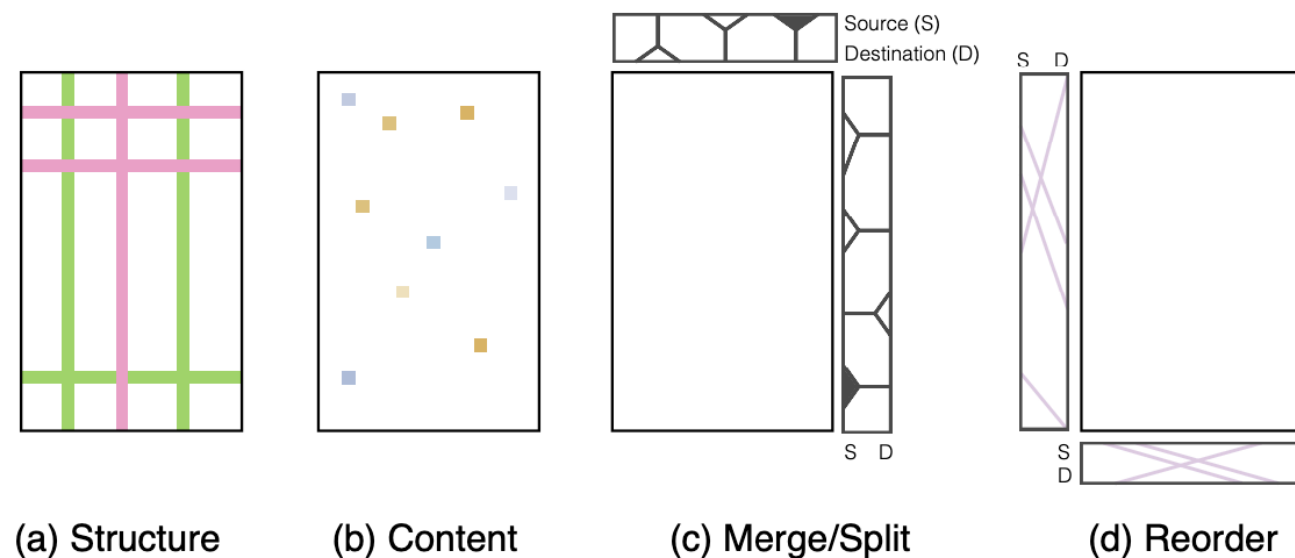 Source (S)
Destination (D)
S D
S D
S
D
(a) Structure
(b) Content
(c) Merge/Split
(d) Reorder